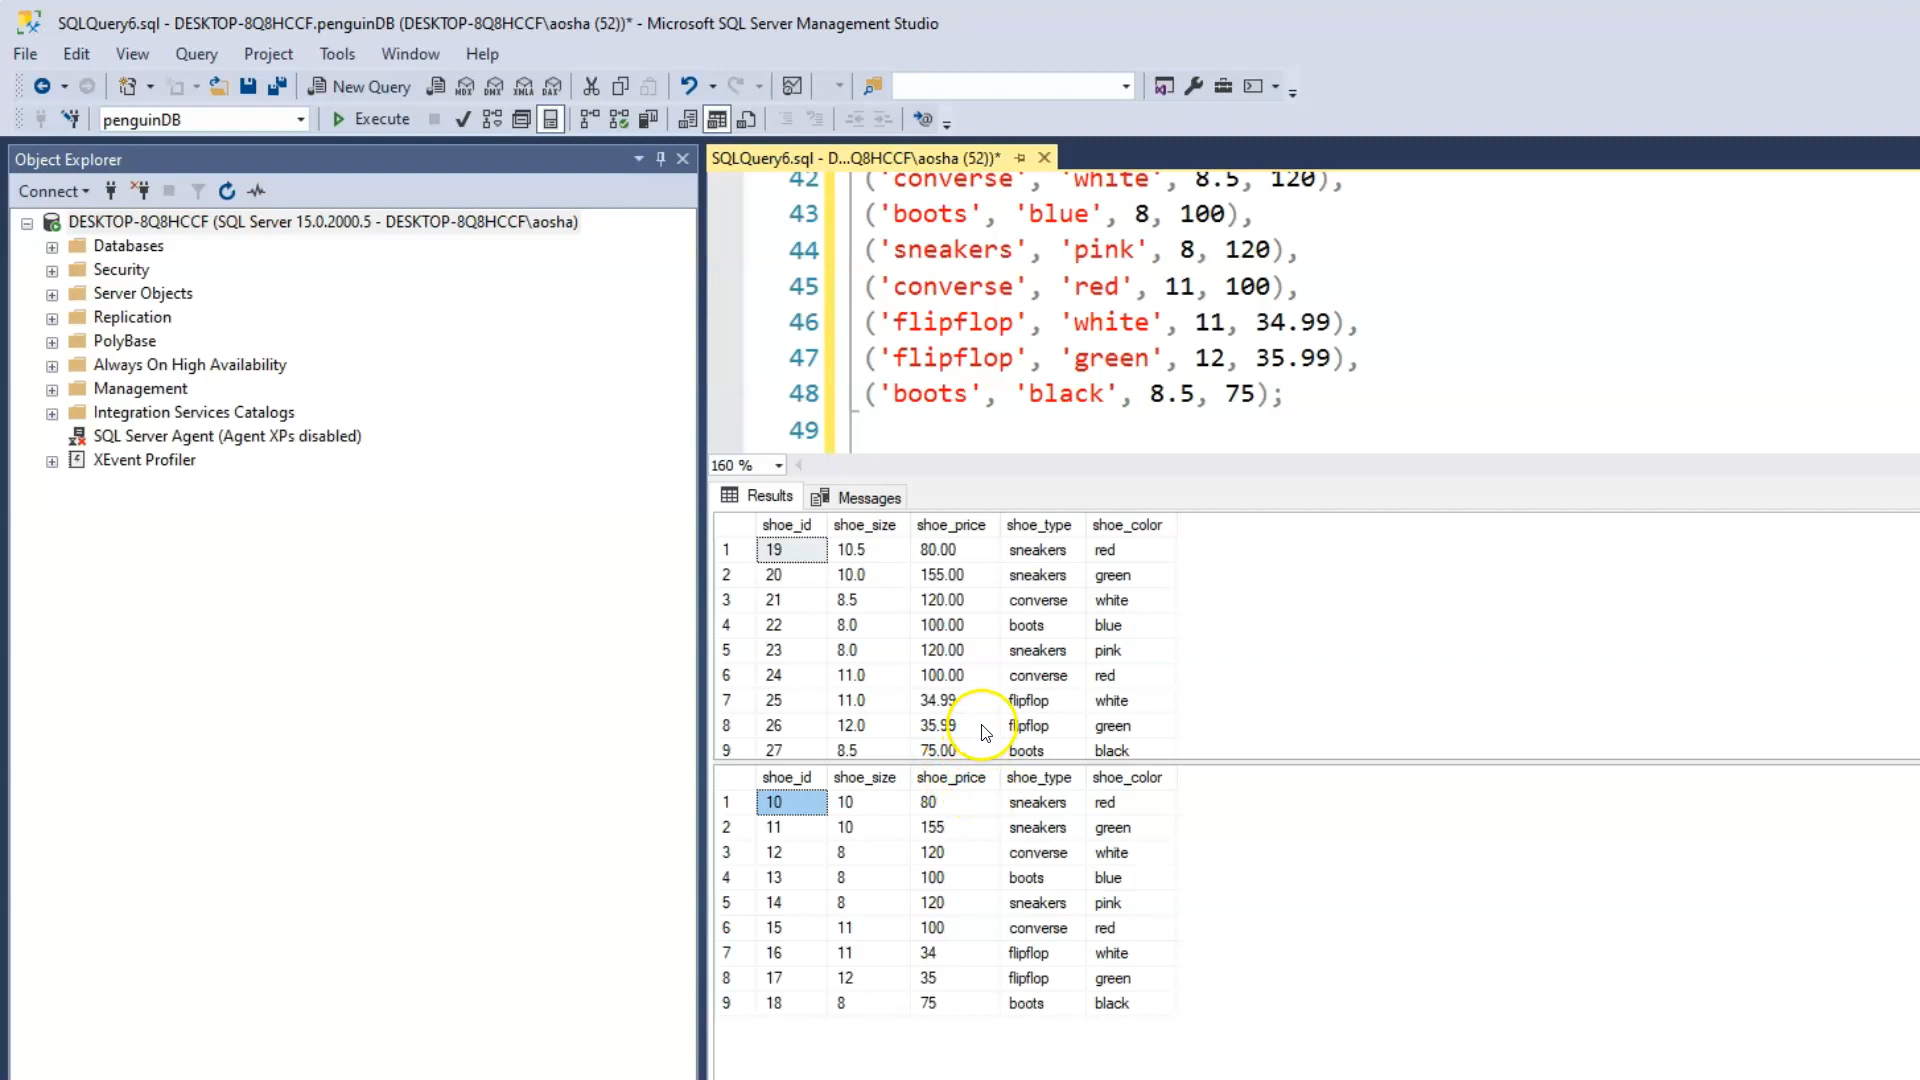 SQLQuery6.sql - DESKTOP-8Q8HCCF.penguinDB (DESKTOP-8Q8HCCF\aosha (52))* - Microsoft SQL Server Management Studio
File Edit View Query Project Tools Window Help
New Query MDX DMX XMLA DAX
penguinDB Execute
Object Explorer
Connect
DESKTOP-8Q8HCCF (SQL Server 15.0.2000.5 - DESKTOP-8Q8HCCF\aosha)
Databases
Security
Server Objects
Replication
PolyBase
Always On High Availability
Management
Integration Services Catalogs
SQL Server Agent (Agent XPs disabled)
XEvent Profiler
SQLQuery6.sql - D...Q8HCCF\aosha (52))*
42 ('converse', 'white', 8.5, 120),
43 ('boots', 'blue', 8, 100),
44 ('sneakers', 'pink', 8, 120),
45 ('converse', 'red', 11, 100),
46 ('flipflop', 'white', 11, 34.99),
47 ('flipflop', 'green', 12, 35.99),
48 ('boots', 'black', 8.5, 75);
49
160 %
Results Messages
shoe_id shoe_size shoe_price shoe_type shoe_color
1 19 10.5 80.00 sneakers red
2 20 10.0 155.00 sneakers green
3 21 8.5 120.00 converse white
4 22 8.0 100.00 boots blue
5 23 8.0 120.00 sneakers pink
6 24 11.0 100.00 converse red
7 25 11.0 34.99 flipflop white
8 26 12.0 35.99 flipflop green
9 27 8.5 75.00 boots black
shoe_id shoe_size shoe_price shoe_type shoe_color
1 10 10 80 sneakers red
2 11 10 155 sneakers green
3 12 8 120 converse white
4 13 8 100 boots blue
5 14 8 120 sneakers pink
6 15 11 100 converse red
7 16 11 34 flipflop white
8 17 12 35 flipflop green
9 18 8 75 boots black